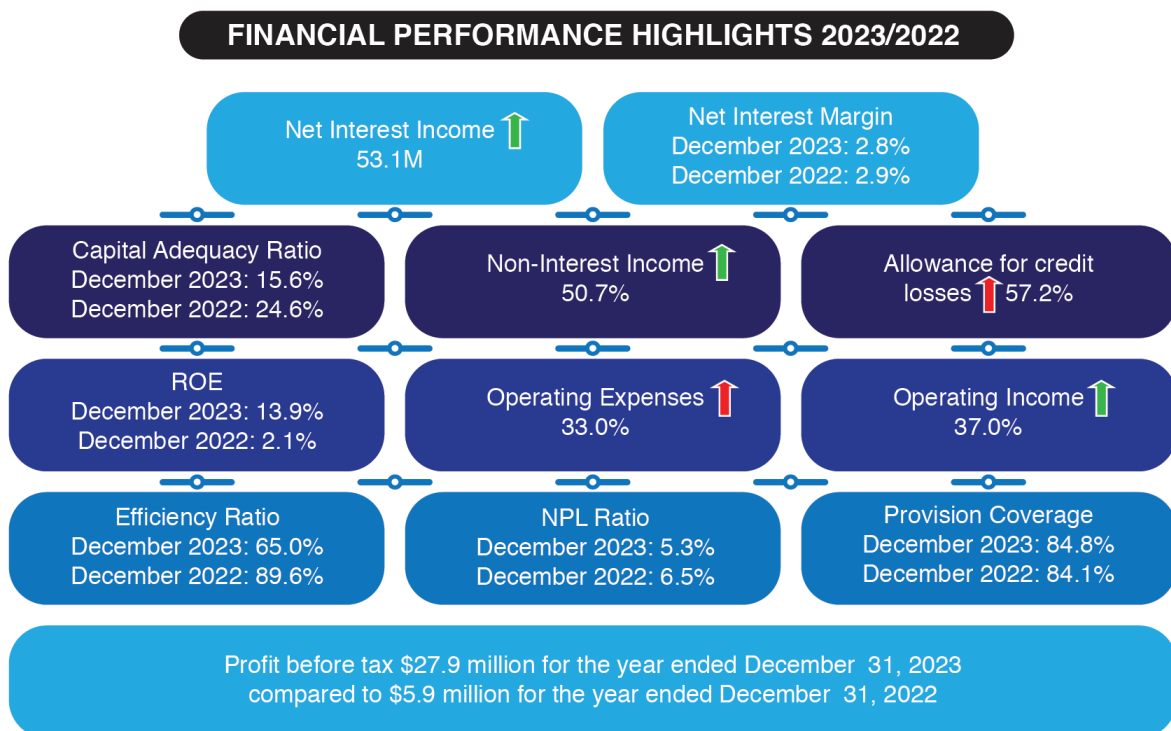 FINANCIAL PERFORMANCE HIGHLIGHTS 2023/2022
Net Interest Income
53.1M
Net Interest Margin
December 2023: 2.8%
December 2022: 2.9%
Capital Adequacy Ratio
December 2023: 15.6%
December 2022: 24.6%
Non-Interest Income
50.7%
Allowance for credit
losses 57.2%
ROE
December 2023: 13.9%
December 2022: 2.1%
Operating Expenses
33.0%
Operating Income
37.0%
Efficiency Ratio
December 2023: 65.0%
December 2022: 89.6%
NPL Ratio
December 2023: 5.3%
December 2022: 6.5%
Provision Coverage
December 2023: 84.8%
December 2022: 84.1%
Profit before tax $27.9 million for the year ended December 31, 2023
compared to $5.9 million for the year ended December 31, 2022